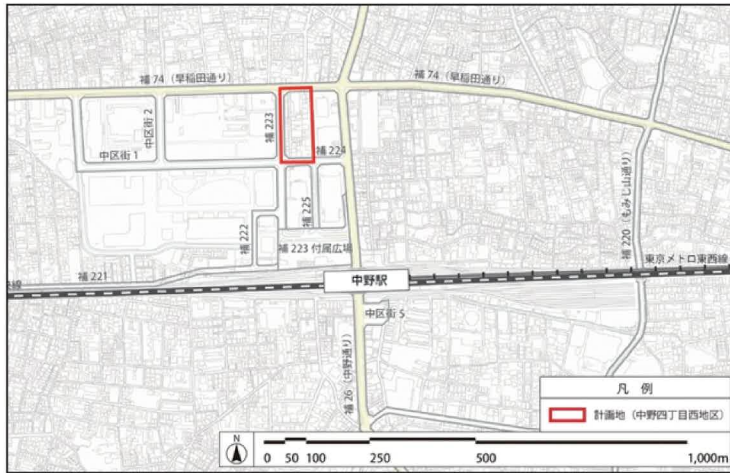 補 74（早稲田通り）
補 74（早稲田通り）
中区街 2
補 223
中区街 1
補 224
補 225
補 222
補 223 付属広場
補 220（もみじ山通り）
補 221
東京メトロ東西線
中野駅
中区街 5
補 26（中野通り）
凡 例
計画地（中野四丁目西地区）
N
0 50 100 250 500 1,000m